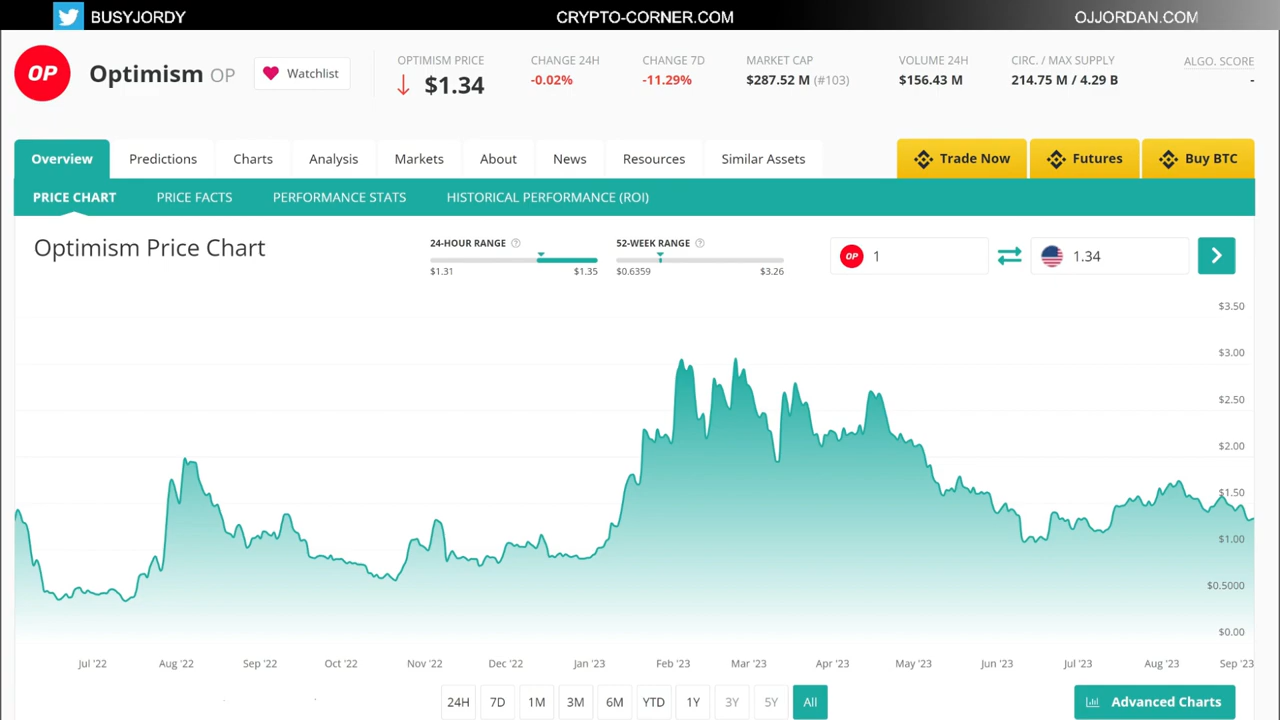 BUSYJORDY CRYPTO-CORNER.COM OJJORDAN.COM
OP Optimism OP Watchlist
OPTIMISM PRICE CHANGE 24H CHANGE 7D MARKET CAP VOLUME 24H CIRC. / MAX SUPPLY ALGO. SCORE
$1.34 -0.02% -11.29% $287.52 M (#103) $156.43 M 214.75 M / 4.29 B -
Overview Predictions Charts Analysis Markets About News Resources Similar Assets Trade Now Futures Buy BTC
PRICE CHART PRICE FACTS PERFORMANCE STATS HISTORICAL PERFORMANCE (ROI)
Optimism Price Chart
24-HOUR RANGE ? 52-WEEK RANGE ?
$1.31 $1.35 $0.6359 $3.26
OP 1 1.34
$3.50
$3.00
$2.50
$2.00
$1.50
$1.00
$0.5000
$0.00
Jul '22 Aug '22 Sep '22 Oct '22 Nov '22 Dec '22 Jan '23 Feb '23 Mar '23 Apr '23 May '23 Jun '23 Jul '23 Aug '23 Sep '23
24H 7D 1M 3M 6M YTD 1Y 3Y 5Y All Advanced Charts